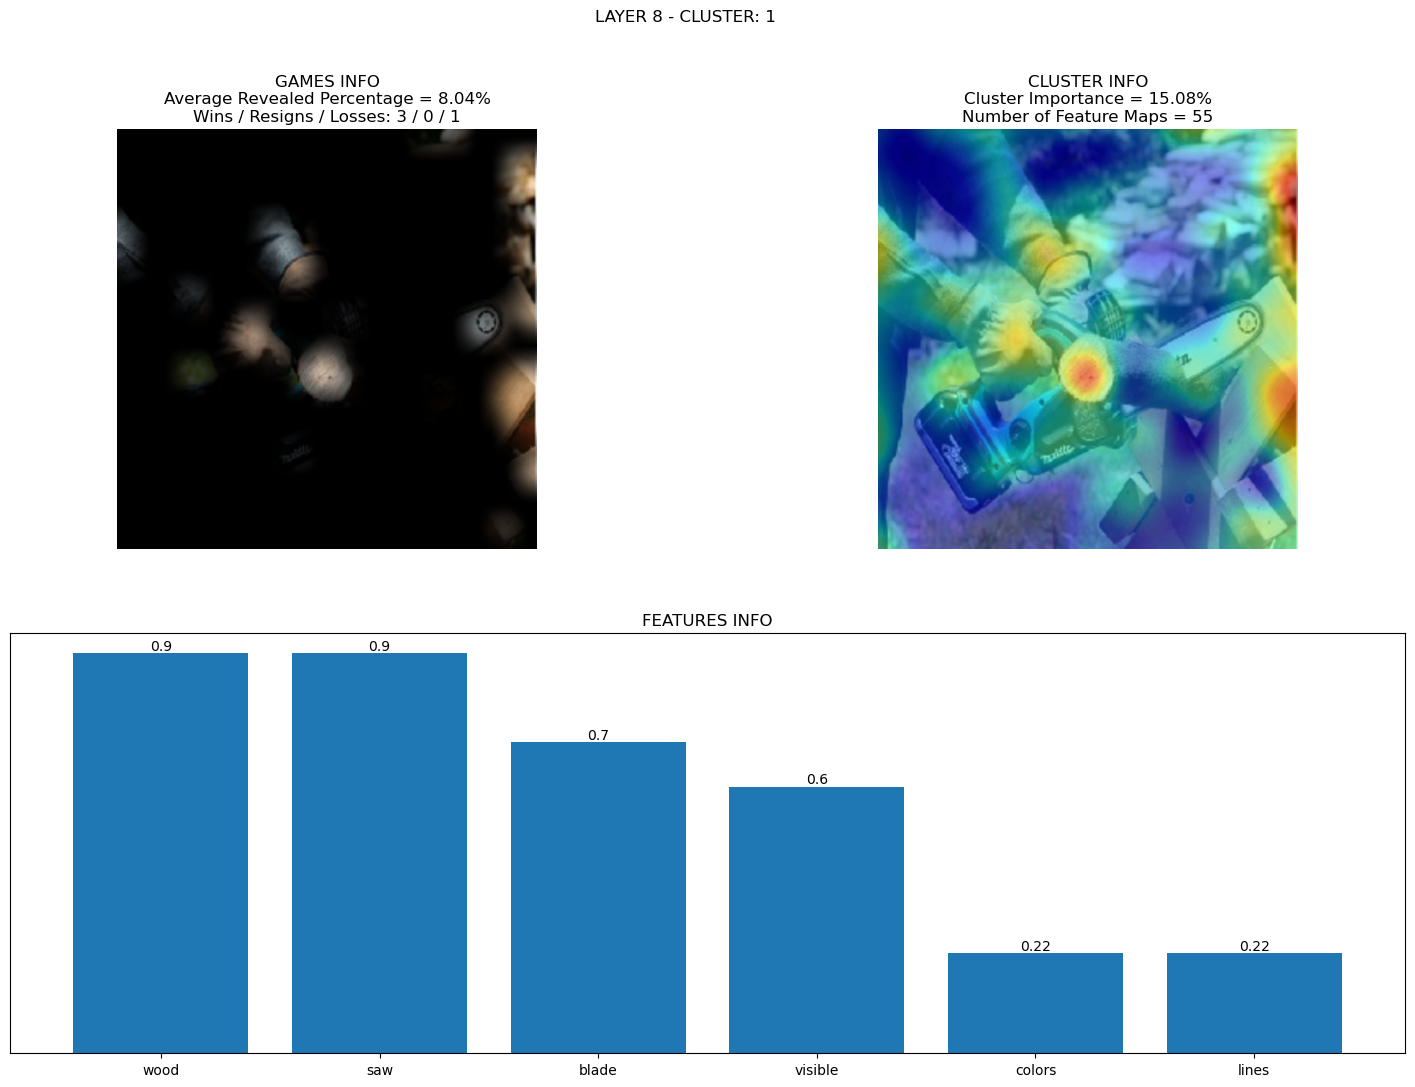 LAYER 8 - CLUSTER: 1
GAMES INFO
Average Revealed Percentage = 8.04%
Wins / Resigns / Losses: 3 / 0 / 1
CLUSTER INFO
Cluster Importance = 15.08%
Number of Feature Maps = 55
FEATURES INFO
0.9
0.9
0.7
0.6
0.22
0.22
wood
saw
blade
visible
colors
lines